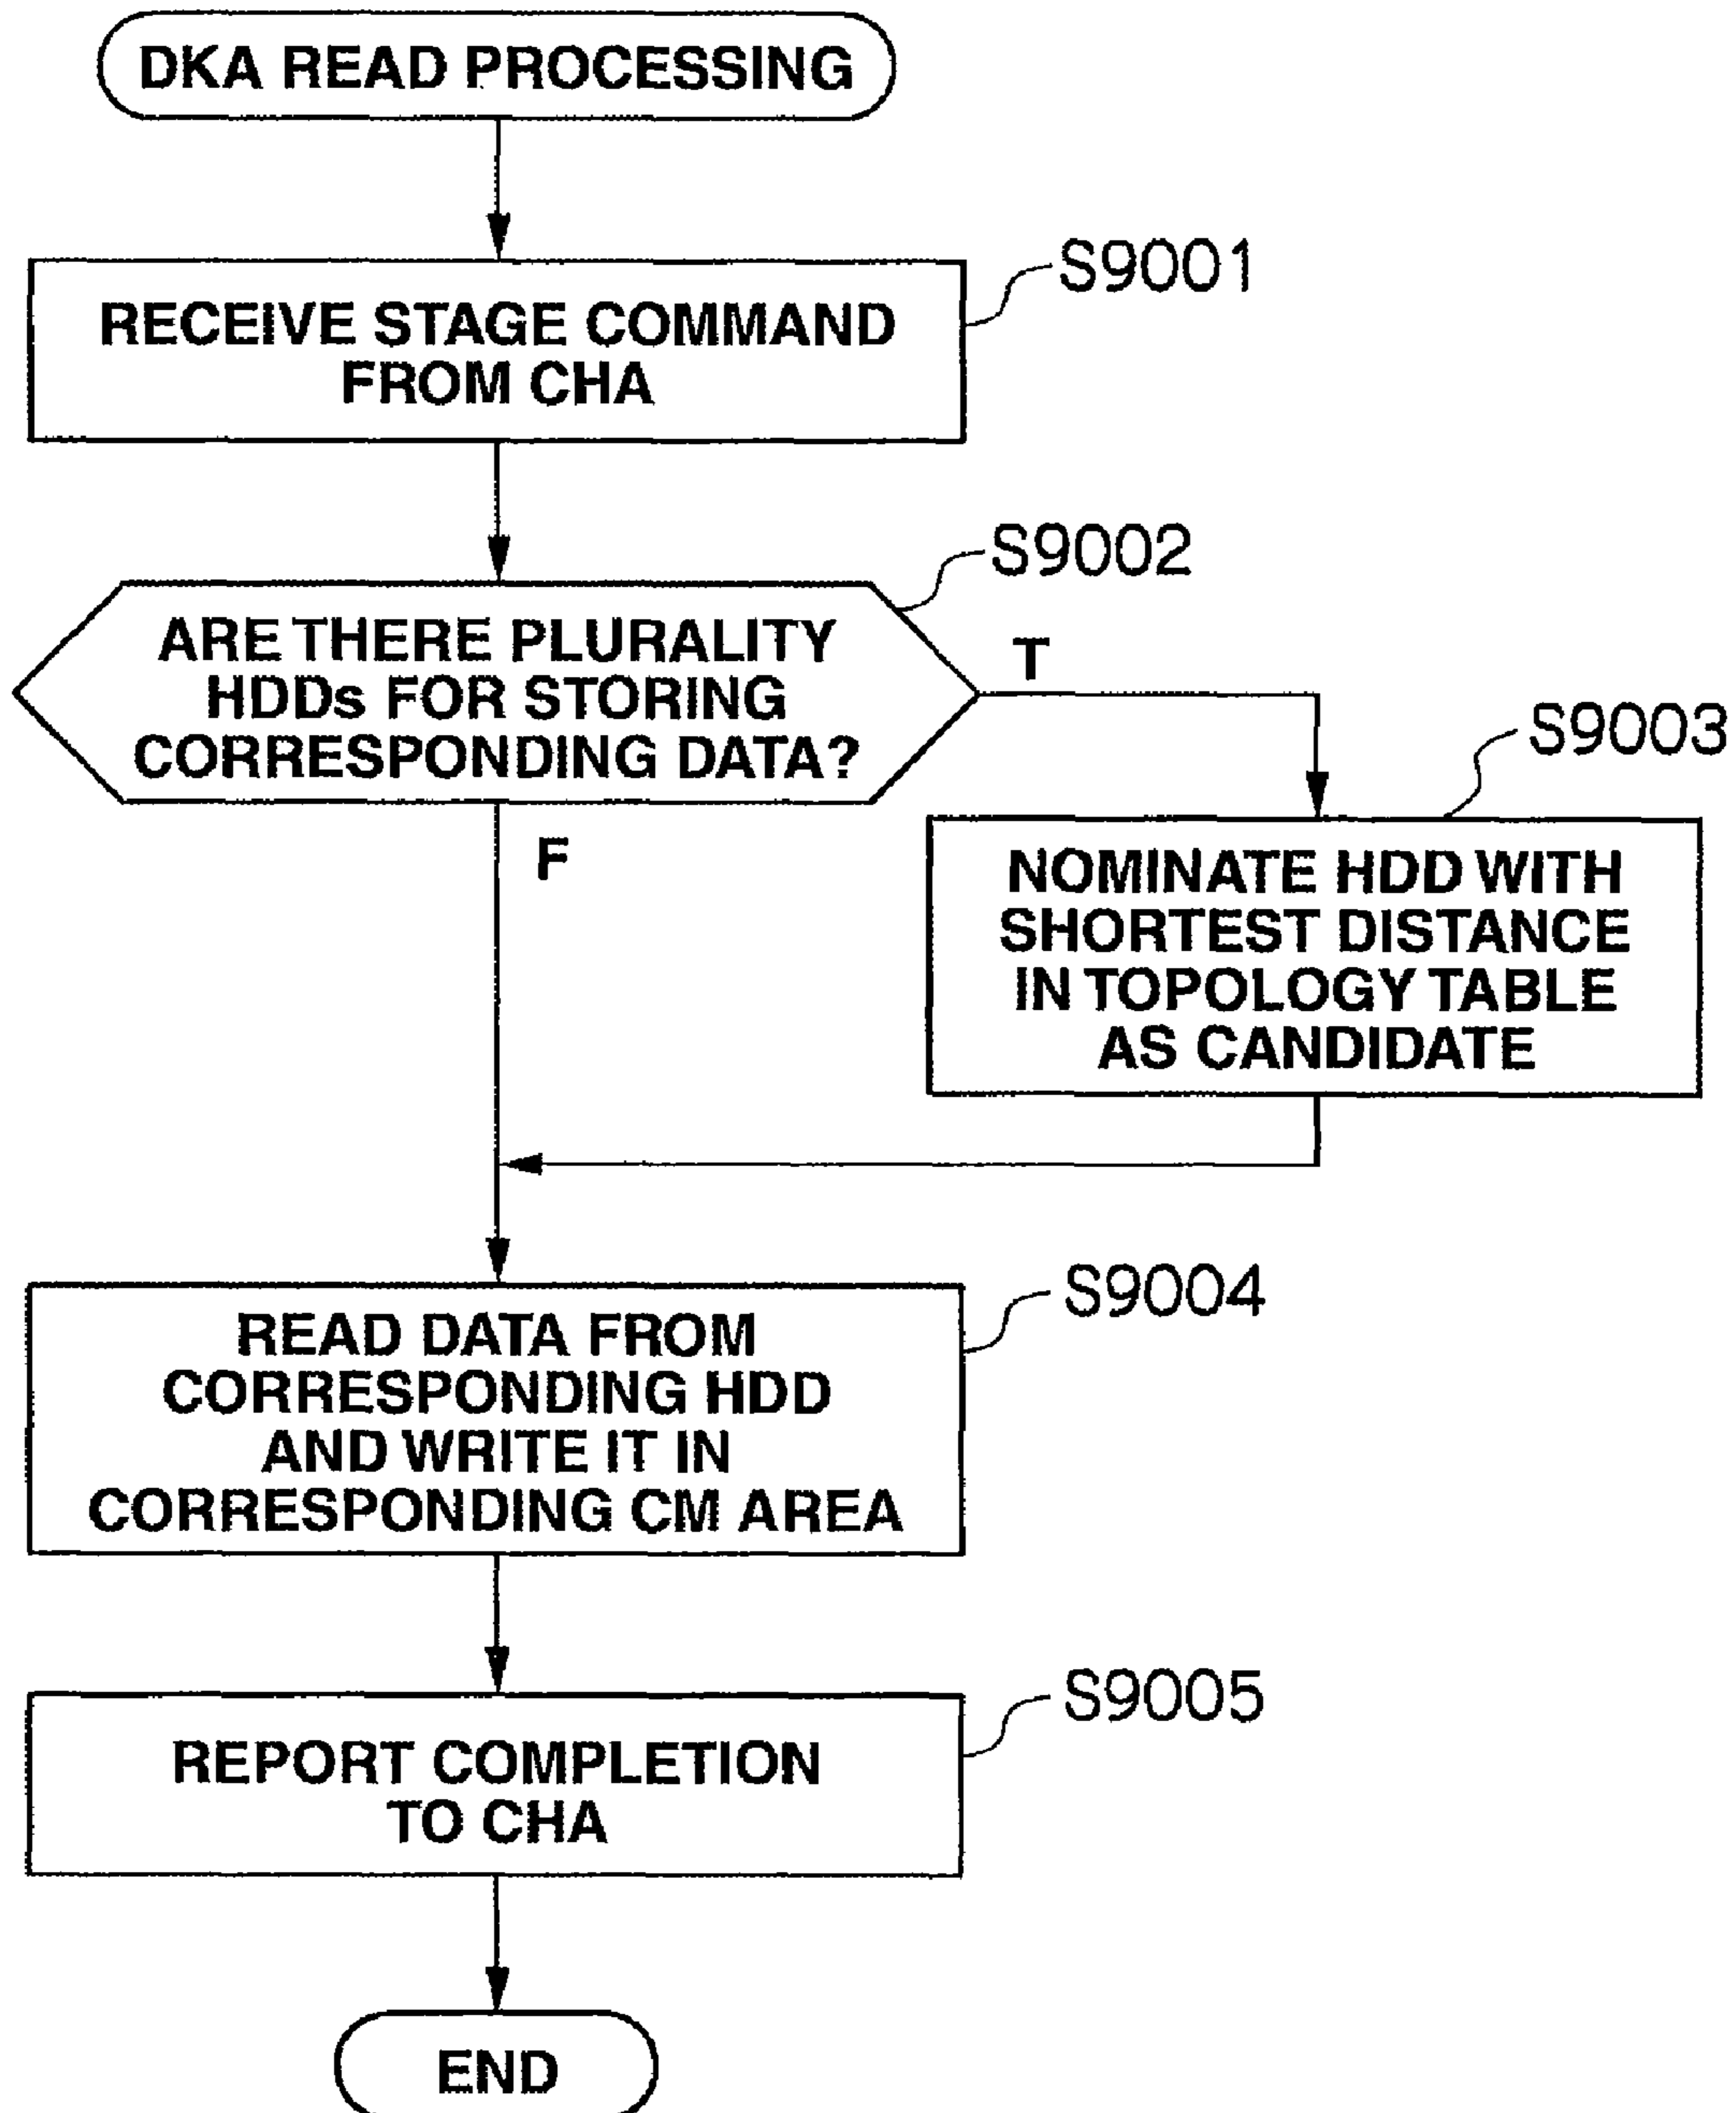 DKA READ PROCESSING
S9001
RECEIVE STAGE COMMAND
FROM CHA
S9002
ARE THERE PLURALITY
HDDs FOR STORING
CORRESPONDING DATA?
T
F
S9003
NOMINATE HDD WITH
SHORTEST DISTANCE
IN TOPOLOGY TABLE
AS CANDIDATE
S9004
READ DATA FROM
CORRESPONDING HDD
AND WRITE IT IN
CORRESPONDING CM AREA
S9005
REPORT COMPLETION
TO CHA
END